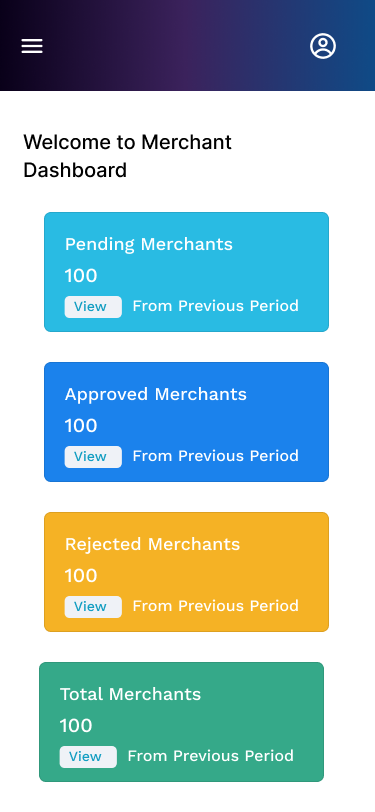 Welcome to Merchant
Dashboard
Pending Merchants
100
View From Previous Period
Approved Merchants
100
View From Previous Period
Rejected Merchants
100
View From Previous Period
Total Merchants
100
View From Previous Period